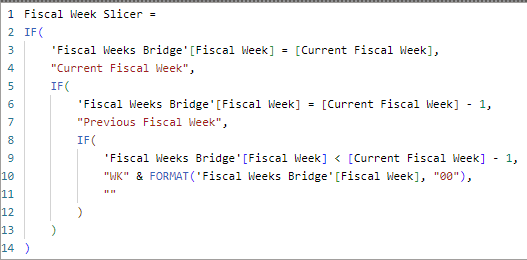 1 Fiscal Week Slicer =
2 IF(
3 'Fiscal Weeks Bridge'[Fiscal Week] = [Current Fiscal Week],
4 "Current Fiscal Week",
5 IF(
6 'Fiscal Weeks Bridge'[Fiscal Week] = [Current Fiscal Week] - 1,
7 "Previous Fiscal Week",
8 IF(
9 'Fiscal Weeks Bridge'[Fiscal Week] < [Current Fiscal Week] - 1,
10 "WK" & FORMAT('Fiscal Weeks Bridge'[Fiscal Week], "00"),
11 ""
12 )
13 )
14 )